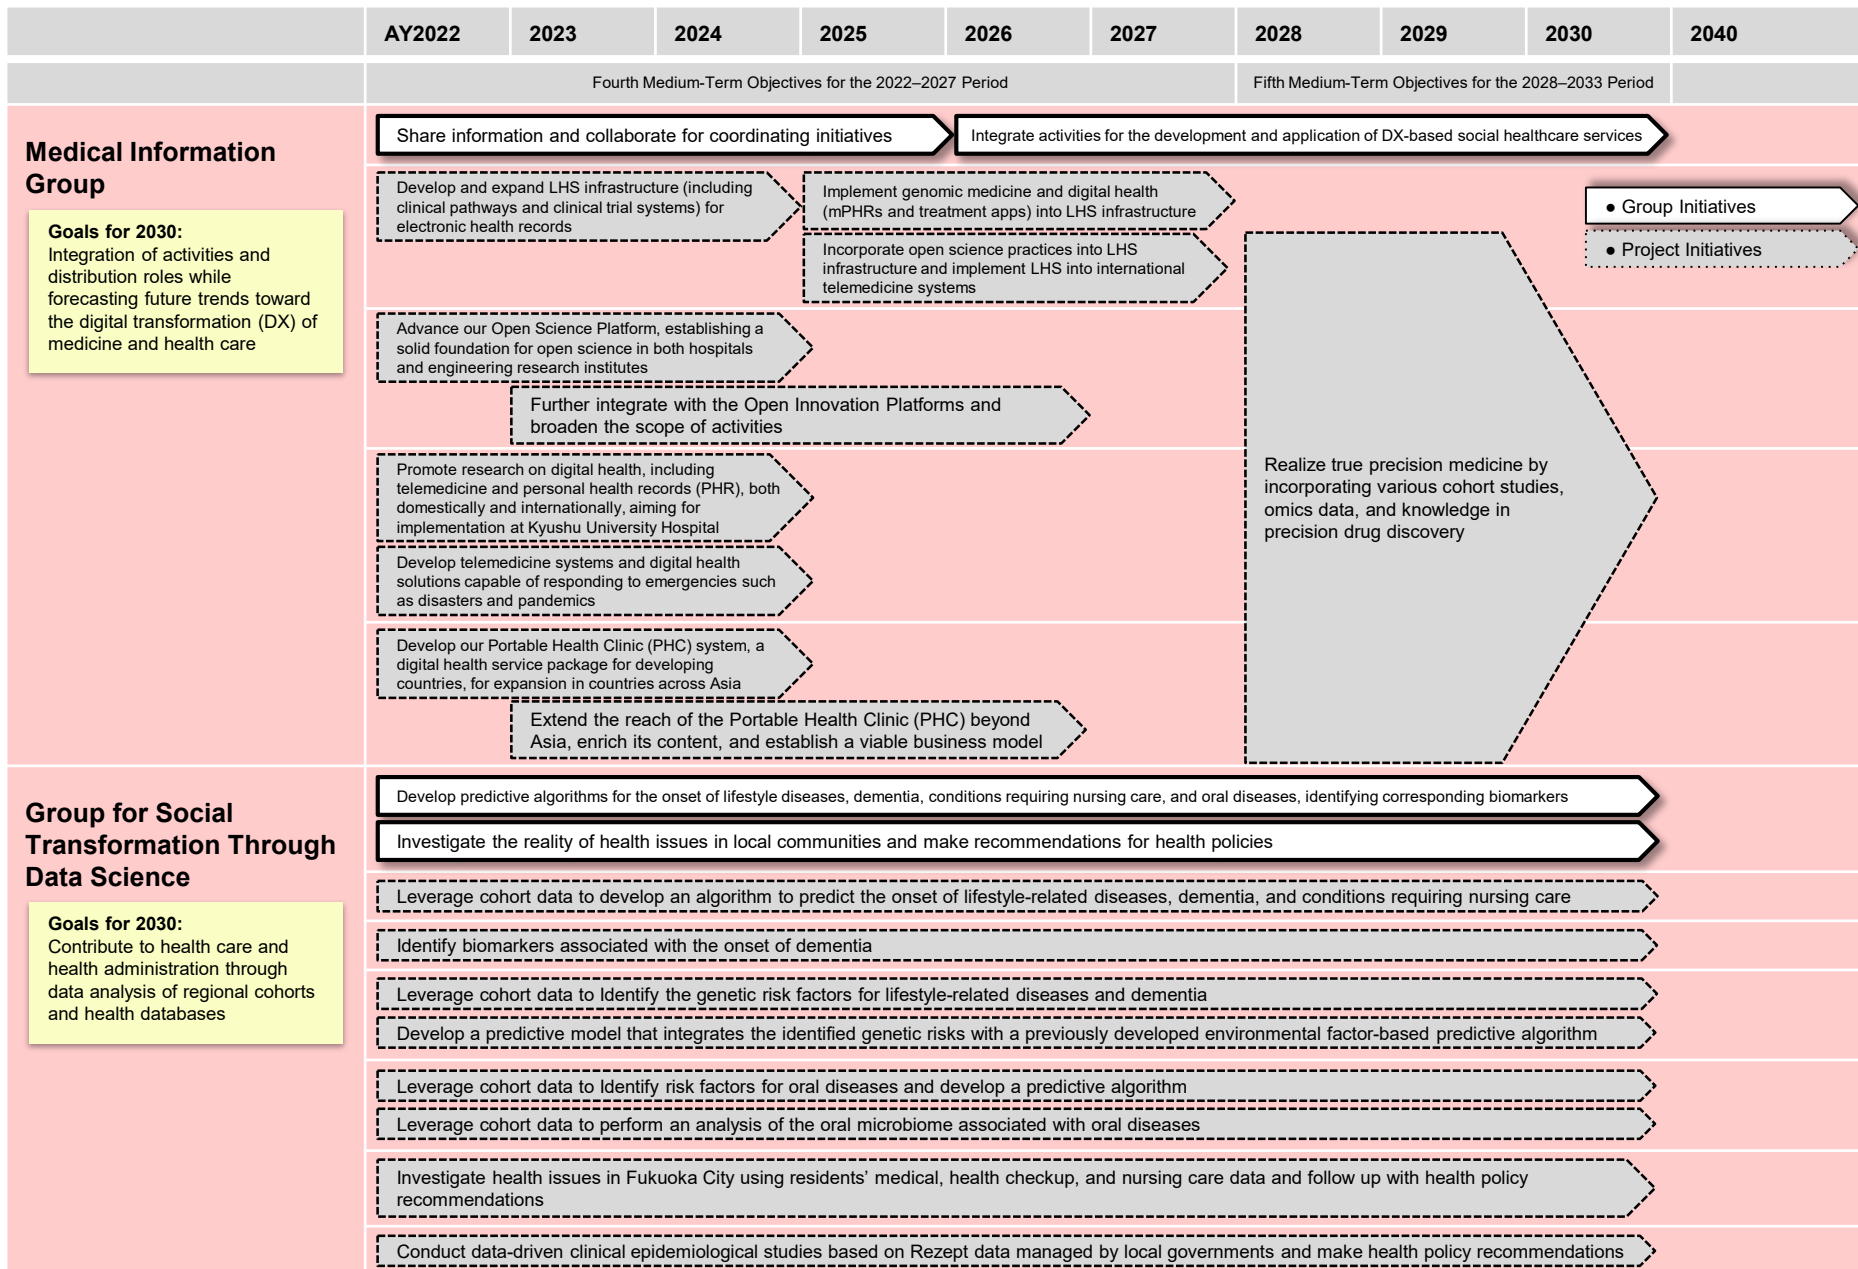 AY2022 2023 2024 2025 2026 2027 2028 2029 2030 2040
Fourth Medium-Term Objectives for the 2022–2027 Period
Fifth Medium-Term Objectives for the 2028–2033 Period
Medical Information
Group
Goals for 2030:
Integration of activities and
distribution roles while
forecasting future trends toward
the digital transformation (DX) of
medicine and health care
Share information and collaborate for coordinating initiatives
Integrate activities for the development and application of DX-based social healthcare services
Develop and expand LHS infrastructure (including
clinical pathways and clinical trial systems) for
electronic health records
Implement genomic medicine and digital health
(mPHRs and treatment apps) into LHS infrastructure
Incorporate open science practices into LHS
infrastructure and implement LHS into international
telemedicine systems
● Group Initiatives
● Project Initiatives
Advance our Open Science Platform, establishing a
solid foundation for open science in both hospitals
and engineering research institutes
Further integrate with the Open Innovation Platforms and
broaden the scope of activities
Promote research on digital health, including
telemedicine and personal health records (PHR), both
domestically and internationally, aiming for
implementation at Kyushu University Hospital
Develop telemedicine systems and digital health
solutions capable of responding to emergencies such
as disasters and pandemics
Develop our Portable Health Clinic (PHC) system, a
digital health service package for developing
countries, for expansion in countries across Asia
Extend the reach of the Portable Health Clinic (PHC) beyond
Asia, enrich its content, and establish a viable business model
Realize true precision medicine by
incorporating various cohort studies,
omics data, and knowledge in
precision drug discovery
Group for Social
Transformation Through
Data Science
Goals for 2030:
Contribute to health care and
health administration through
data analysis of regional cohorts
and health databases
Develop predictive algorithms for the onset of lifestyle diseases, dementia, conditions requiring nursing care, and oral diseases, identifying corresponding biomarkers
Investigate the reality of health issues in local communities and make recommendations for health policies
Leverage cohort data to develop an algorithm to predict the onset of lifestyle-related diseases, dementia, and conditions requiring nursing care
Identify biomarkers associated with the onset of dementia
Leverage cohort data to Identify the genetic risk factors for lifestyle-related diseases and dementia
Develop a predictive model that integrates the identified genetic risks with a previously developed environmental factor-based predictive algorithm
Leverage cohort data to Identify risk factors for oral diseases and develop a predictive algorithm
Leverage cohort data to perform an analysis of the oral microbiome associated with oral diseases
Investigate health issues in Fukuoka City using residents’ medical, health checkup, and nursing care data and follow up with health policy
recommendations
Conduct data-driven clinical epidemiological studies based on Rezept data managed by local governments and make health policy recommendations